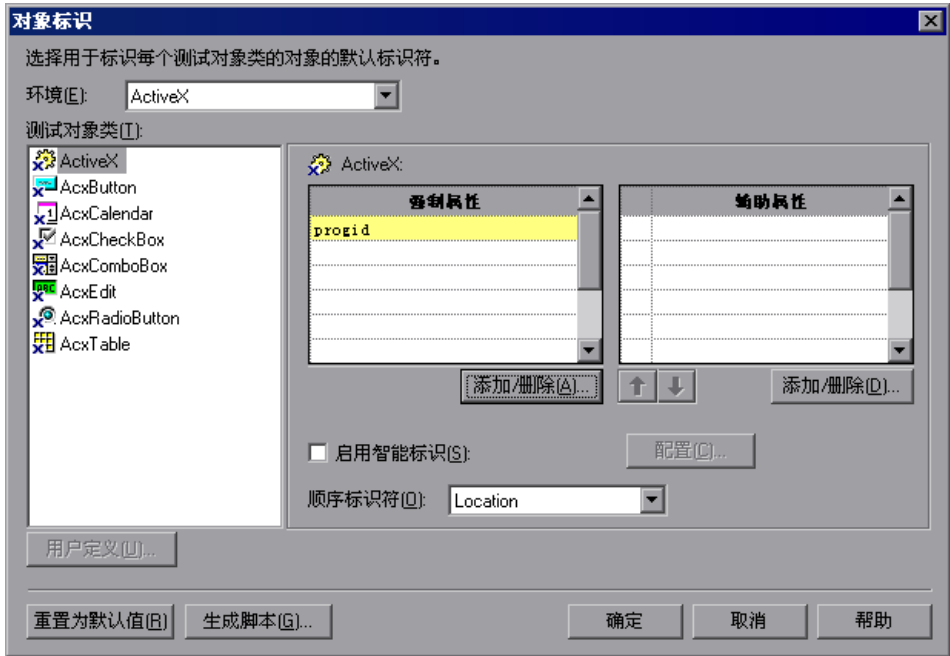 对象标识
选择用于标识每个测试对象类的对象的默认标识符。
环境(E): ActiveX
测试对象类(T):
ActiveX
AcxButton
AcxCalendar
AcxCheckBox
AcxComboBox
AcxEdit
AcxRadioButton
AcxTable
ActiveX:
强制属性 辅助属性
progid
添加/删除(A)... 添加/删除(D)...
启用智能标识(S): 配置(C)...
顺序标识符(O): Location
用户定义(U)...
重置为默认值(R) 生成脚本(G)... 确定 取消 帮助